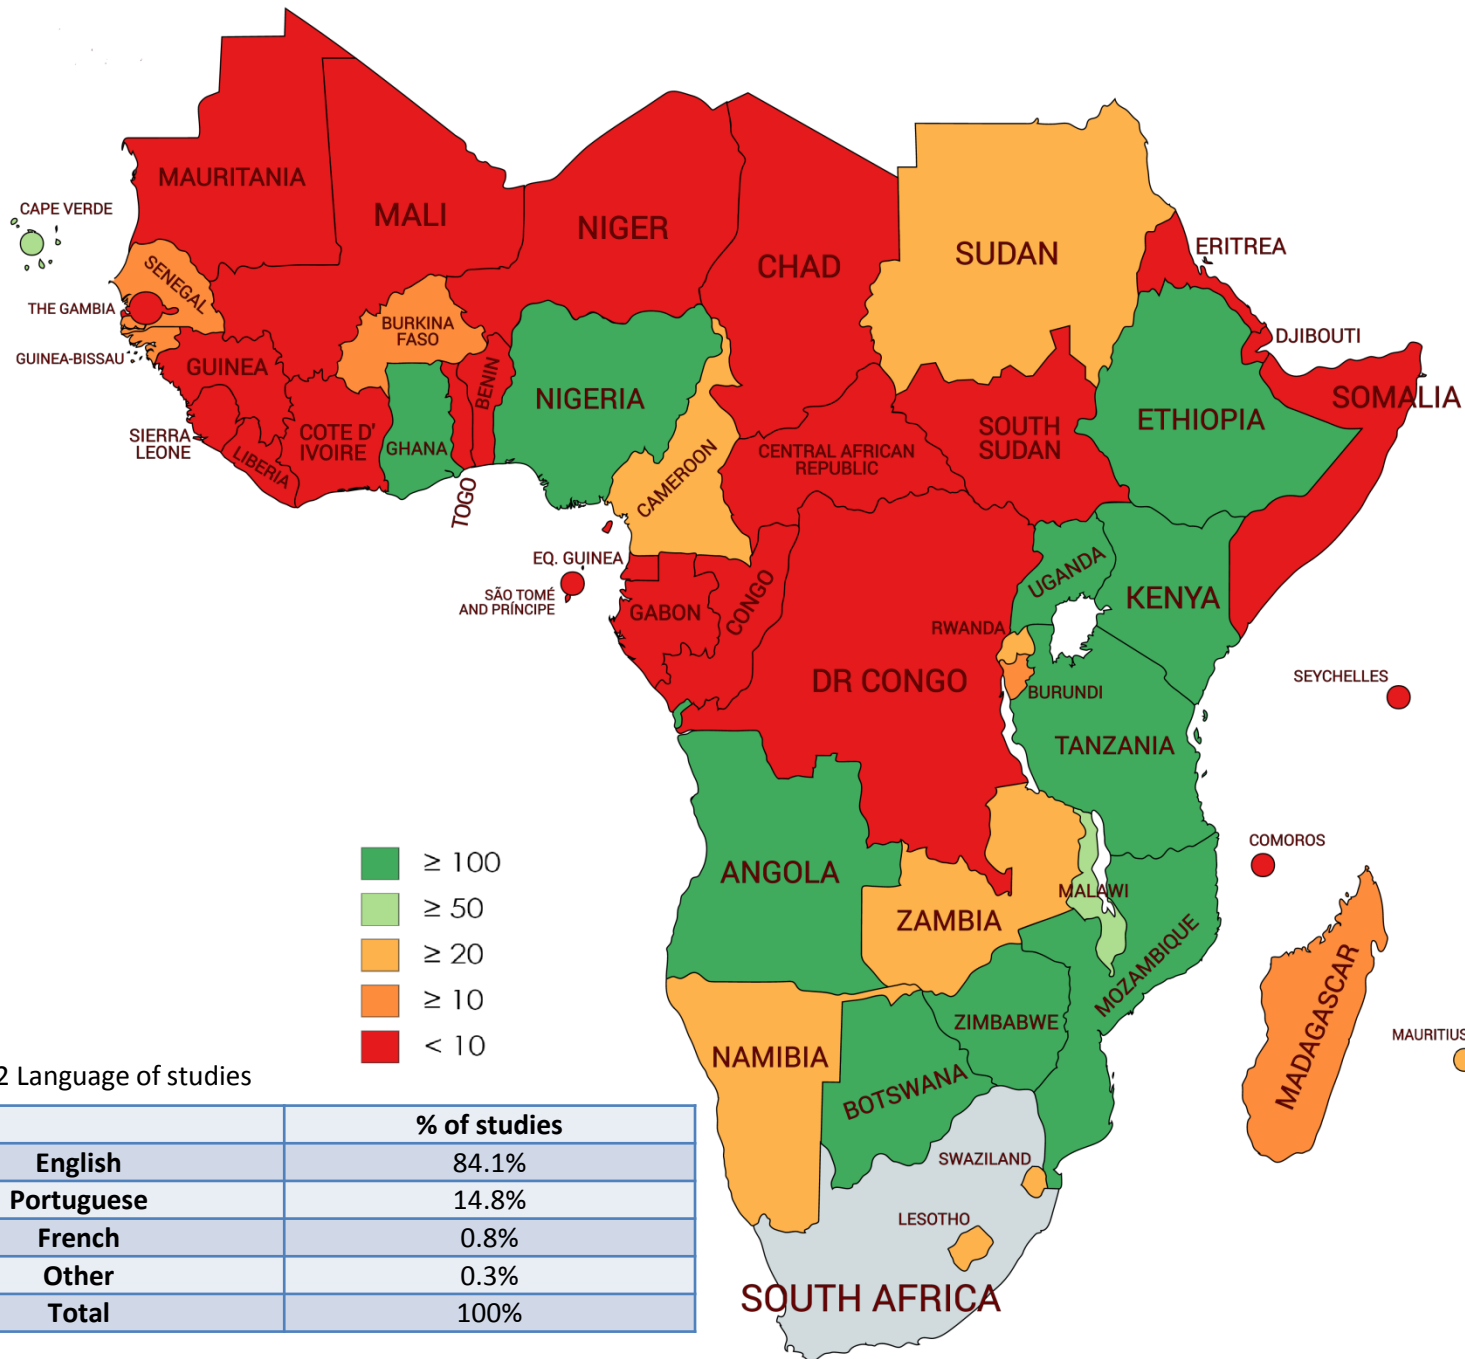 MAURITANIA
MALI
NIGER
CHAD
SUDAN
ERITREA
CAPE VERDE
SENEGAL
THE GAMBIA
GUINEA-BISSAU
GUINEA
BURKINA
FASO
BENIN
NIGERIA
DJIBOUTI
SOMALIA
ETHIOPIA
SOUTH
SUDAN
SIERRA
LEONE
LIBERIA
COTE D'
IVOIRE
GHANA
TOGO
CAMEROON
CENTRAL AFRICAN
REPUBLIC
EQ. GUINEA
SÃO TOMÉ
AND PRÍNCIPE
GABON
CONGO
DR CONGO
UGANDA
KENYA
RWANDA
BURUNDI
TANZANIA
SEYCHELLES
COMOROS
ANGOLA
ZAMBIA
MALAWI
MOZAMBIQUE
MADAGASCAR
MAURITIUS
ZIMBABWE
NAMIBIA
BOTSWANA
SWAZILAND
LESOTHO
SOUTH AFRICA
≥ 100
≥ 50
≥ 20
≥ 10
< 10
2 Language of studies
% of studies
English 84.1%
Portuguese 14.8%
French 0.8%
Other 0.3%
Total 100%